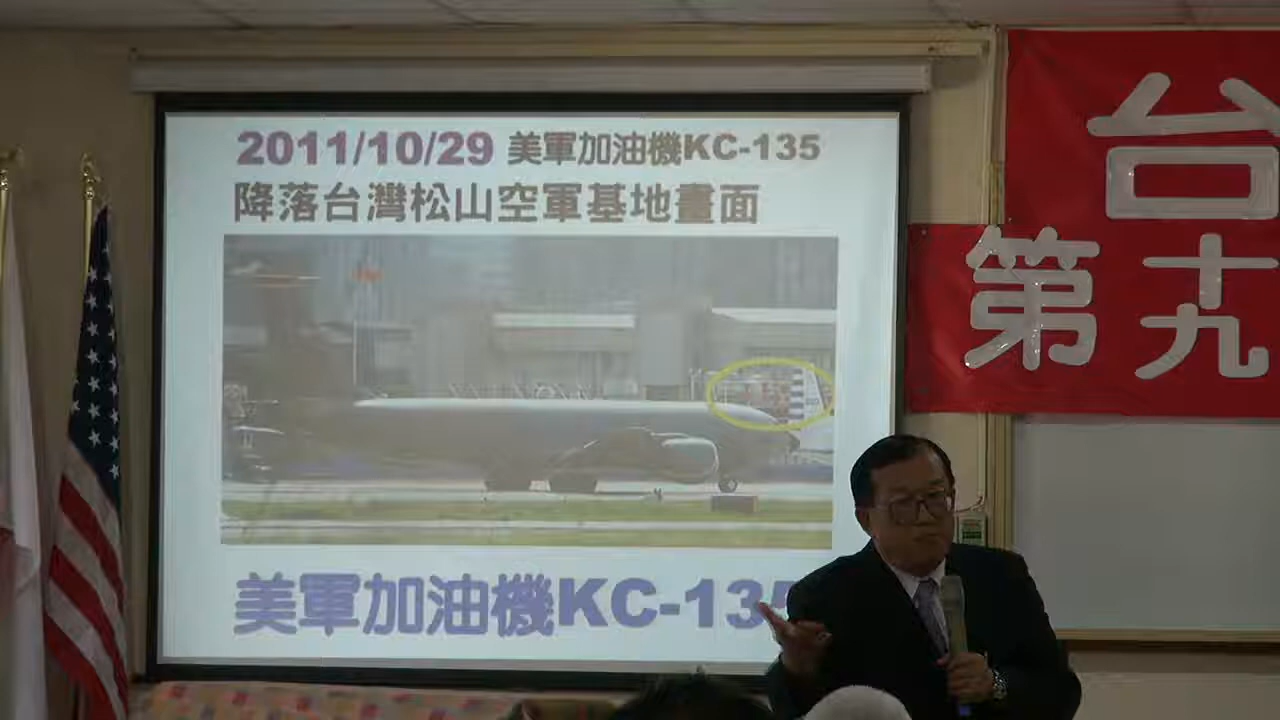 2011/10/29 美軍加油機KC-135
降落台灣松山空軍基地畫面
美軍加油機KC-135
台
第十九